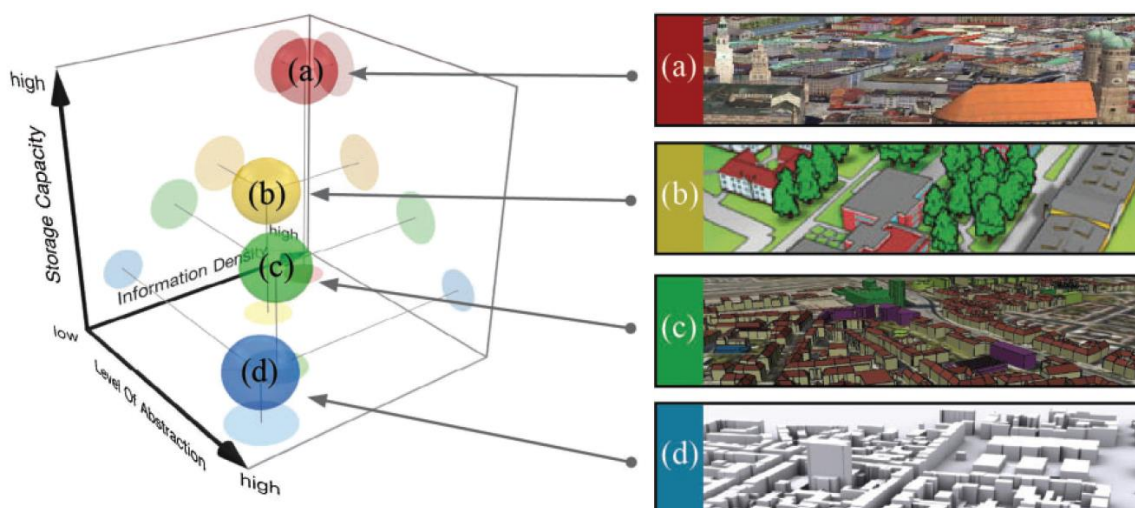 high
Storage Capacity
(a)
(b)
high
Information Density
(c)
low
Level Of Abstraction
(d)
high
(a)
(b)
(c)
(d)